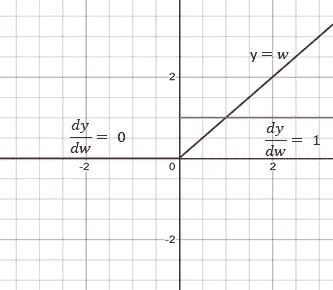 y = w
2
dy/dw = 0
dy/dw = 1
-2
0
2
-2